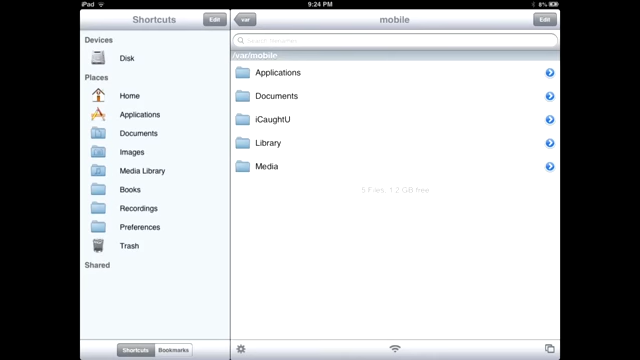 iPad 9:24 PM 8%
Shortcuts Edit
Devices
Disk
Places
Home
Applications
Documents
Images
Media Library
Books
Recordings
Preferences
Trash
Shared
Shortcuts Bookmarks
var mobile Edit
/var/mobile
Applications
Documents
iCaughtU
Library
Media
5 Files, 1.2 GB free